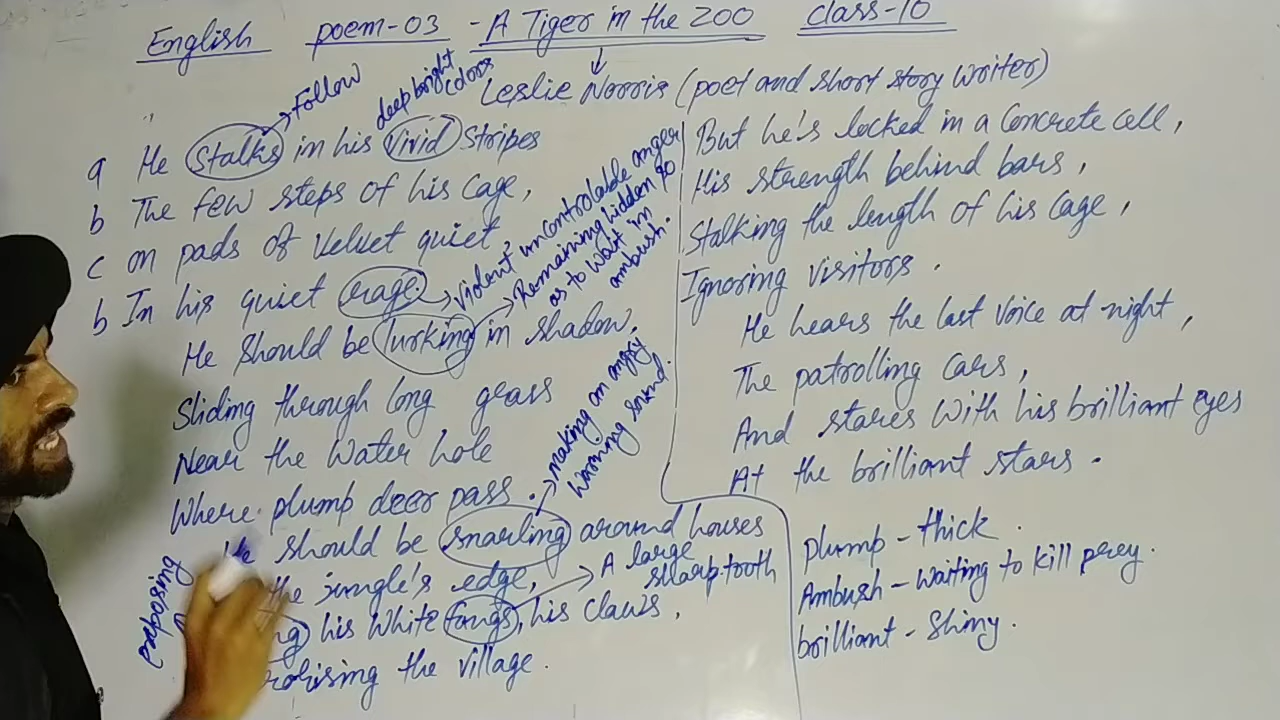 English poem-03 - A Tiger in the ZOO class-10
Leslie Norris (poet and short story writer)
Follow
deep bright
colors
a He Stalks in his Vivid Stripes
b The few steps of his cage,
c on pads of velvet quiet,
b In his quiet rage.
Violent uncontrolable anger
He should be lurking in shadow,
Remaining hidden so
as to wait in
ambush.
Sliding through long grass
Near the water hole
Where plump deer pass.
making an angry
warning sound.
He should be snarling around houses
the jungle's edge,
A large
sharp tooth
his white fangs, his claws,
the village.
But he's locked in a concrete cell,
His strength behind bars,
Stalking the length of his cage,
Ignoring visitors.
He hears the last voice at night,
The patrolling cars,
And stares with his brilliant eyes
At the brilliant stars.
plump - thick.
Ambush - waiting to kill prey.
brilliant - Shiny.